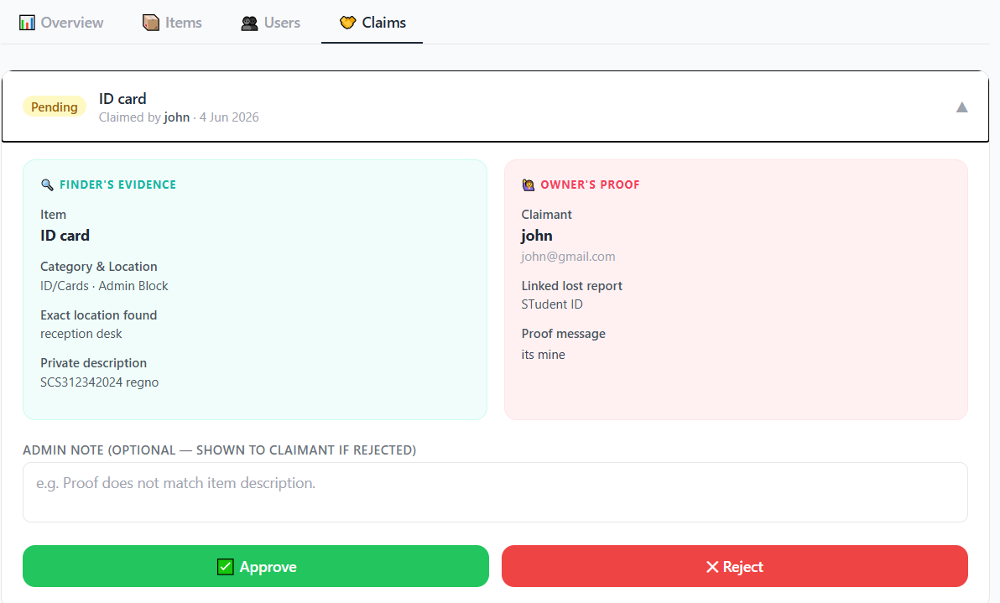 Overview Items Users Claims
Pending
ID card
Claimed by john · 4 Jun 2026
▲
FINDER'S EVIDENCE
Item
ID card
Category & Location
ID/Cards · Admin Block
Exact location found
reception desk
Private description
SCS312342024 regno
OWNER'S PROOF
Claimant
john
john@gmail.com
Linked lost report
STudent ID
Proof message
its mine
ADMIN NOTE (OPTIONAL — SHOWN TO CLAIMANT IF REJECTED)
e.g. Proof does not match item description.
✅ Approve
✕ Reject